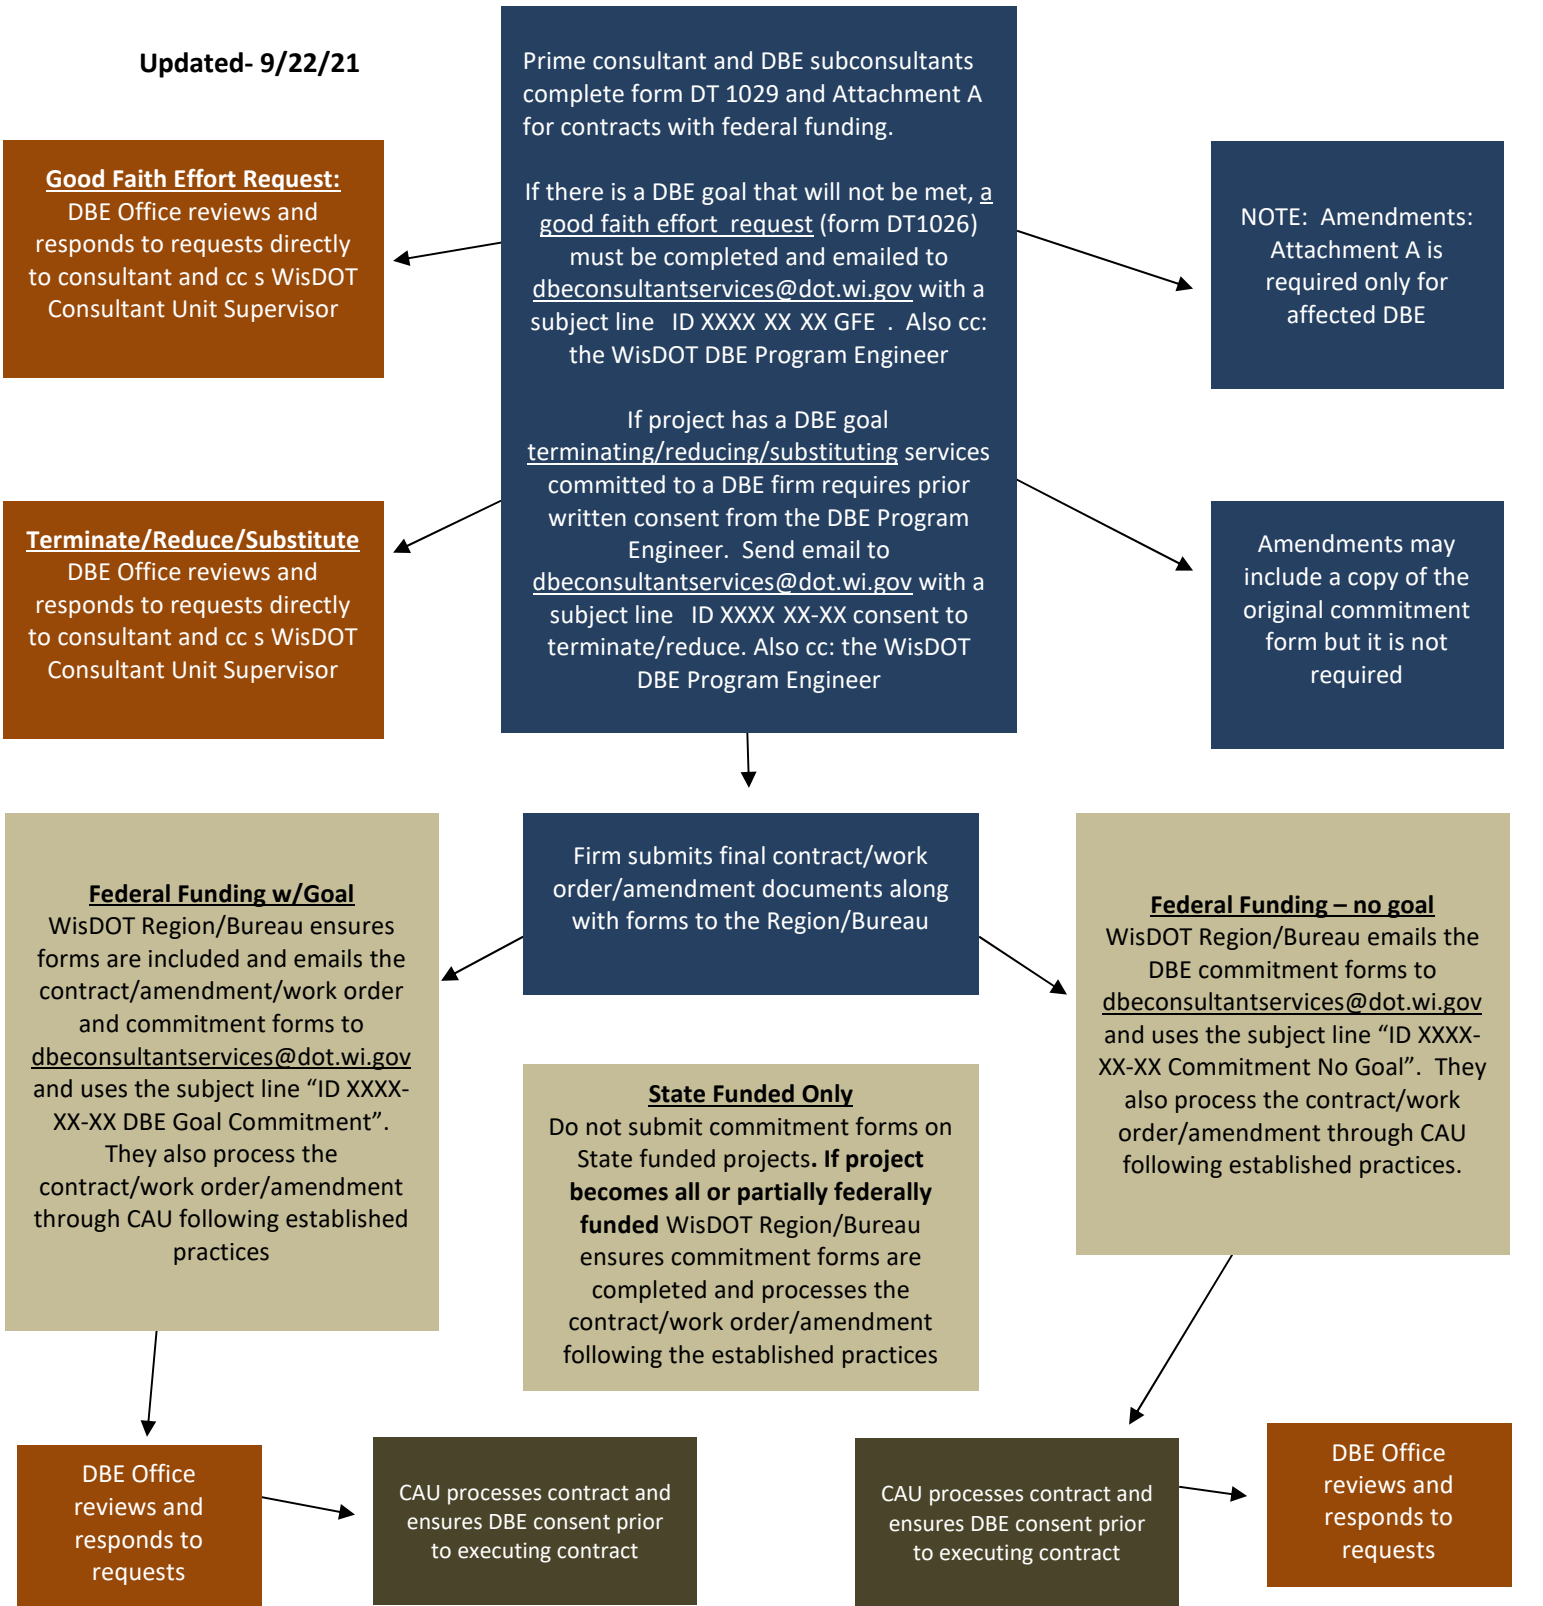 Updated- 9/22/21
Prime consultant and DBE subconsultants
complete form DT 1029 and Attachment A
for contracts with federal funding.
If there is a DBE goal that will not be met, a
good faith effort  request (form DT1026)
must be completed and emailed to
dbeconsultantservices@dot.wi.gov with a
subject line   ID XXXX XX XX GFE  .  Also cc:
the WisDOT DBE Program Engineer
If project has a DBE goal
terminating/reducing/substituting services
committed to a DBE firm requires prior
written consent from the DBE Program
Engineer.  Send email to
dbeconsultantservices@dot.wi.gov with a
subject line   ID XXXX XX-XX consent to
terminate/reduce. Also cc: the WisDOT
DBE Program Engineer
Good Faith Effort Request:
DBE Office reviews and
responds to requests directly
to consultant and cc s WisDOT
Consultant Unit Supervisor
NOTE:  Amendments:
Attachment A is
required only for
affected DBE
Terminate/Reduce/Substitute
DBE Office reviews and
responds to requests directly
to consultant and cc s WisDOT
Consultant Unit Supervisor
Amendments may
include a copy of the
original commitment
form but it is not
required
Federal Funding w/Goal
WisDOT Region/Bureau ensures
forms are included and emails the
contract/amendment/work order
and commitment forms to
dbeconsultantservices@dot.wi.gov
and uses the subject line “ID XXXX-
XX-XX DBE Goal Commitment”.
They also process the
contract/work order/amendment
through CAU following established
practices
Firm submits final contract/work
order/amendment documents along
with forms to the Region/Bureau
Federal Funding – no goal
WisDOT Region/Bureau emails the
DBE commitment forms to
dbeconsultantservices@dot.wi.gov
and uses the subject line “ID XXXX-
XX-XX Commitment No Goal”.  They
also process the contract/work
order/amendment through CAU
following established practices.
State Funded Only
Do not submit commitment forms on
State funded projects. If project
becomes all or partially federally
funded WisDOT Region/Bureau
ensures commitment forms are
completed and processes the
contract/work order/amendment
following the established practices
DBE Office
reviews and
responds to
requests
CAU processes contract and
ensures DBE consent prior
to executing contract
CAU processes contract and
ensures DBE consent prior
to executing contract
DBE Office
reviews and
responds to
requests